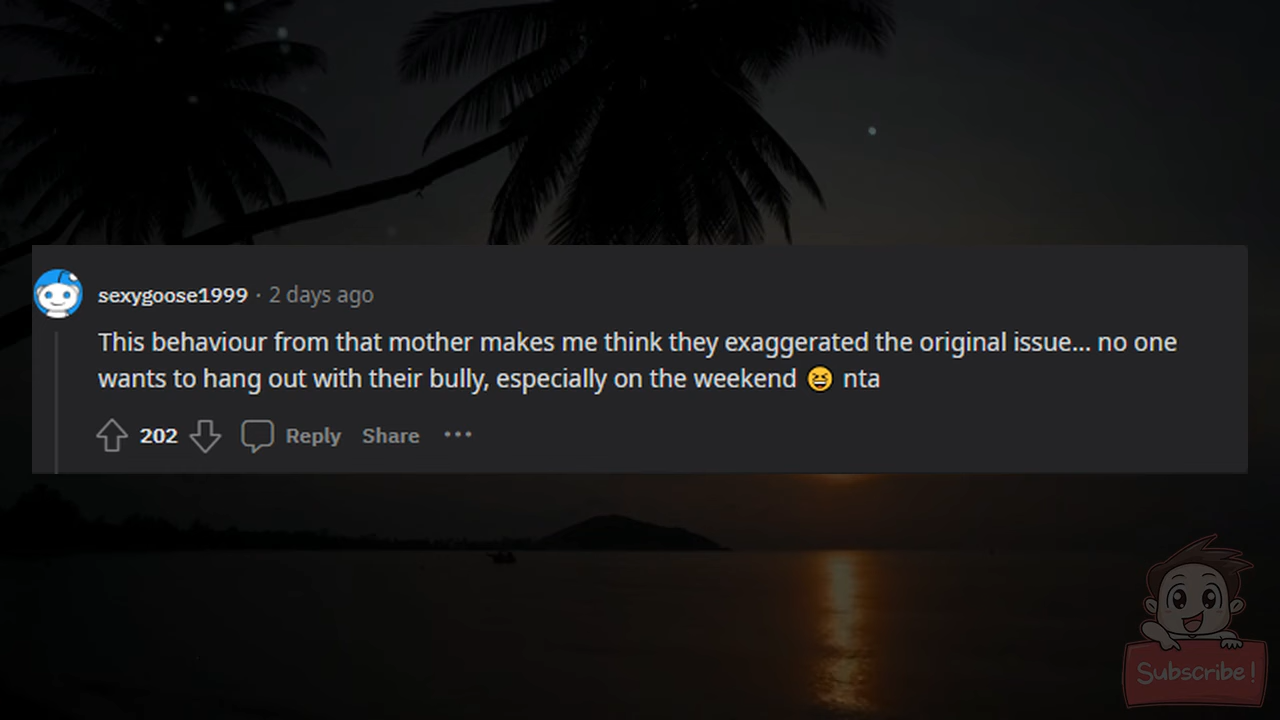 sexygoose1999 · 2 days ago
This behaviour from that mother makes me think they exaggerated the original issue... no one
wants to hang out with their bully, especially on the weekend 😆 nta
202 Reply Share ···
Subscribe!